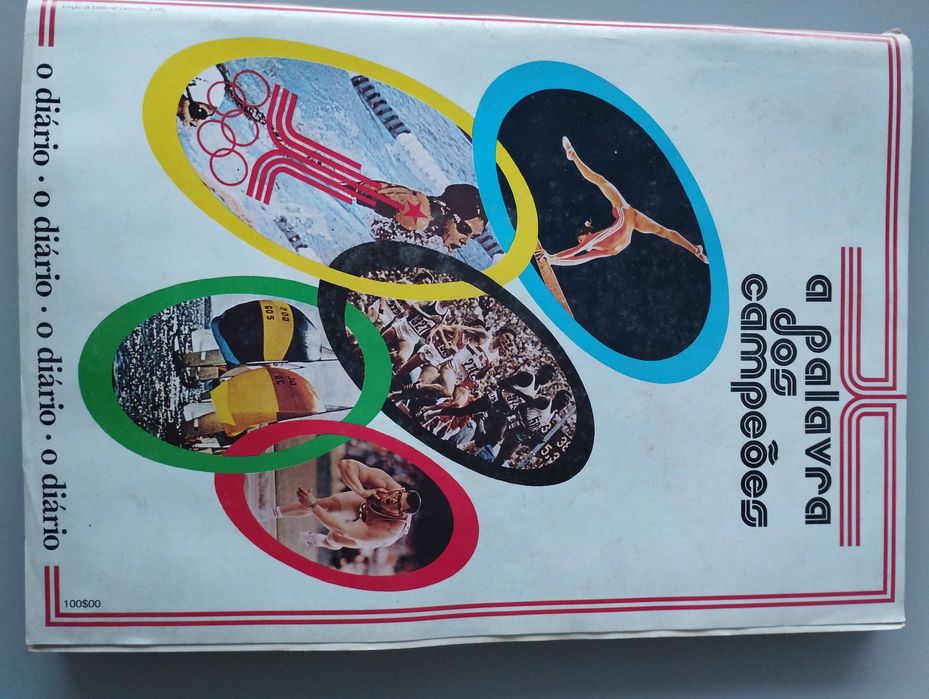 a palavra
dos
campeões
o diário • o diário • o diário • o diário
100$00